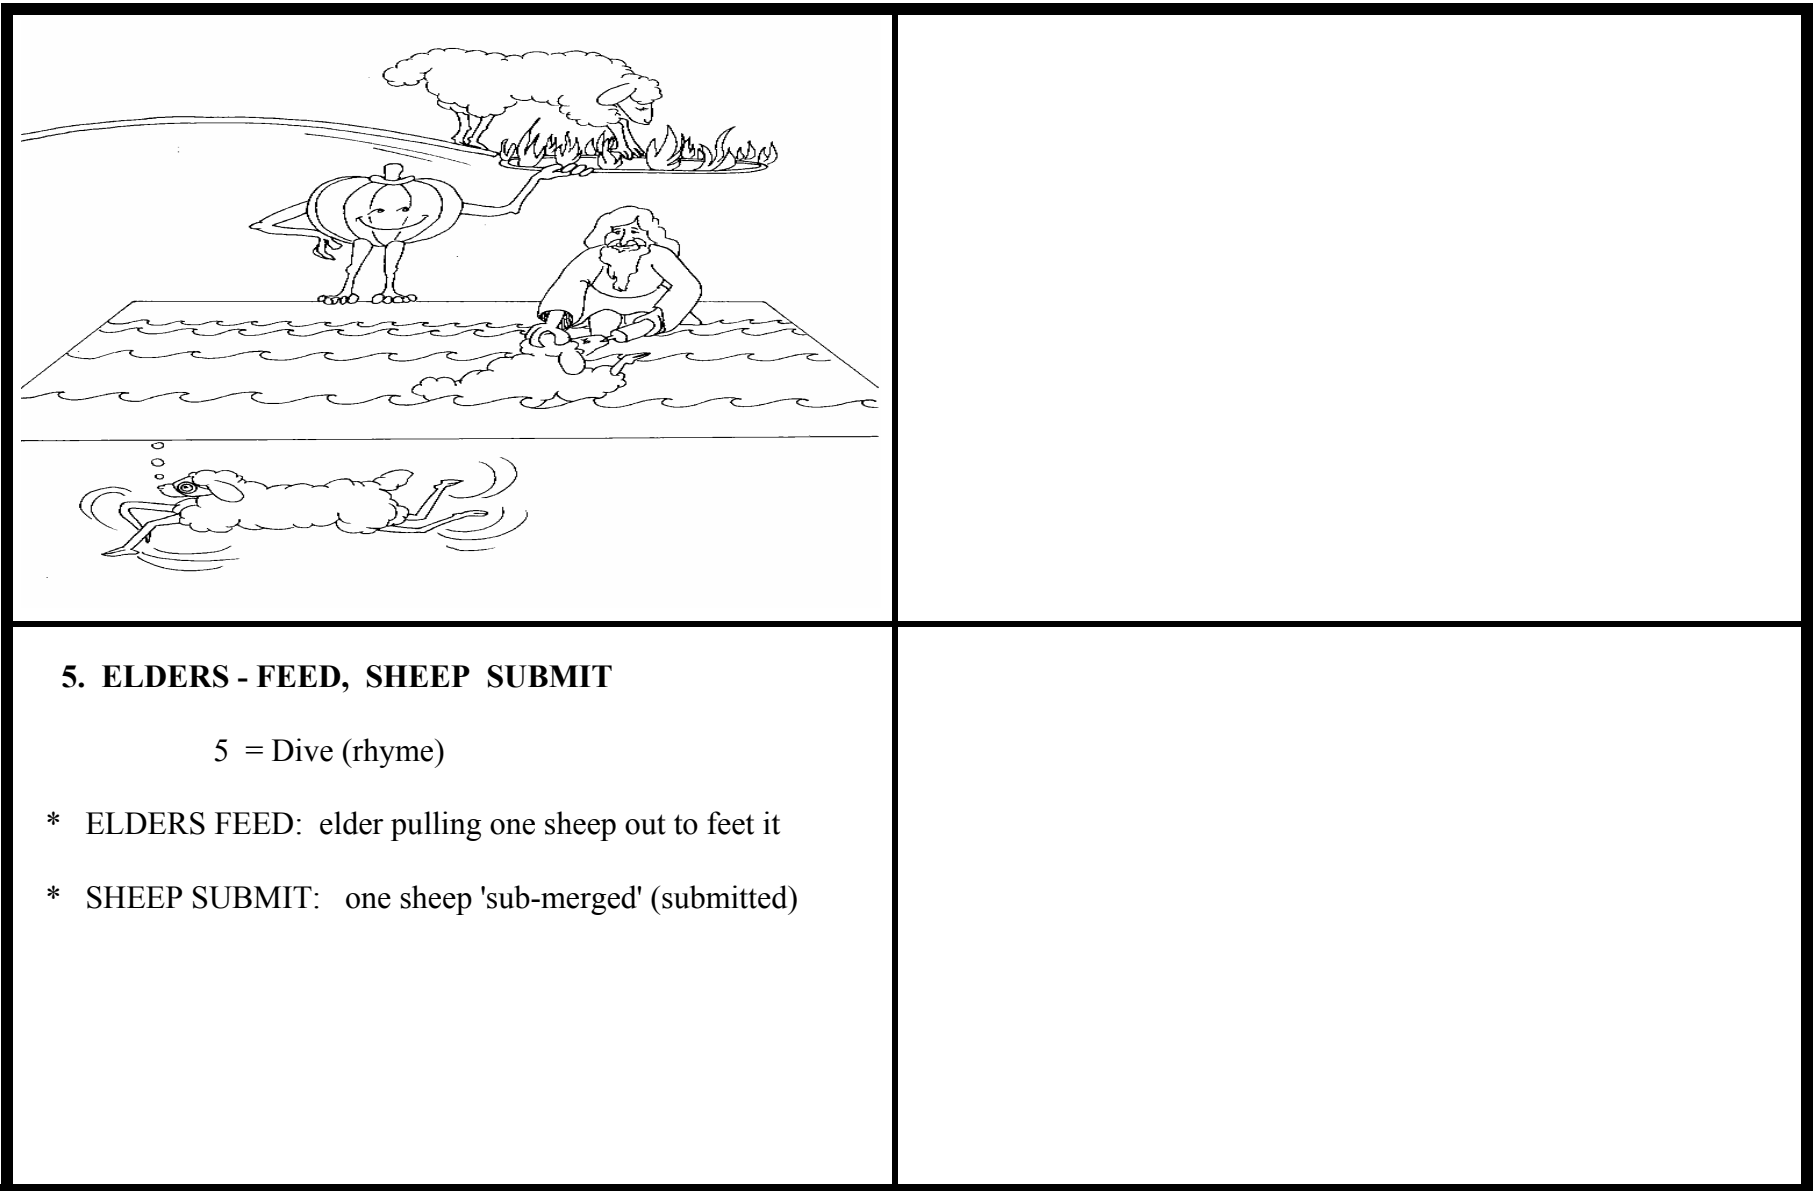 5. ELDERS - FEED, SHEEP SUBMIT
5 = Dive (rhyme)
* ELDERS FEED: elder pulling one sheep out to feet it
* SHEEP SUBMIT: one sheep 'sub-merged' (submitted)